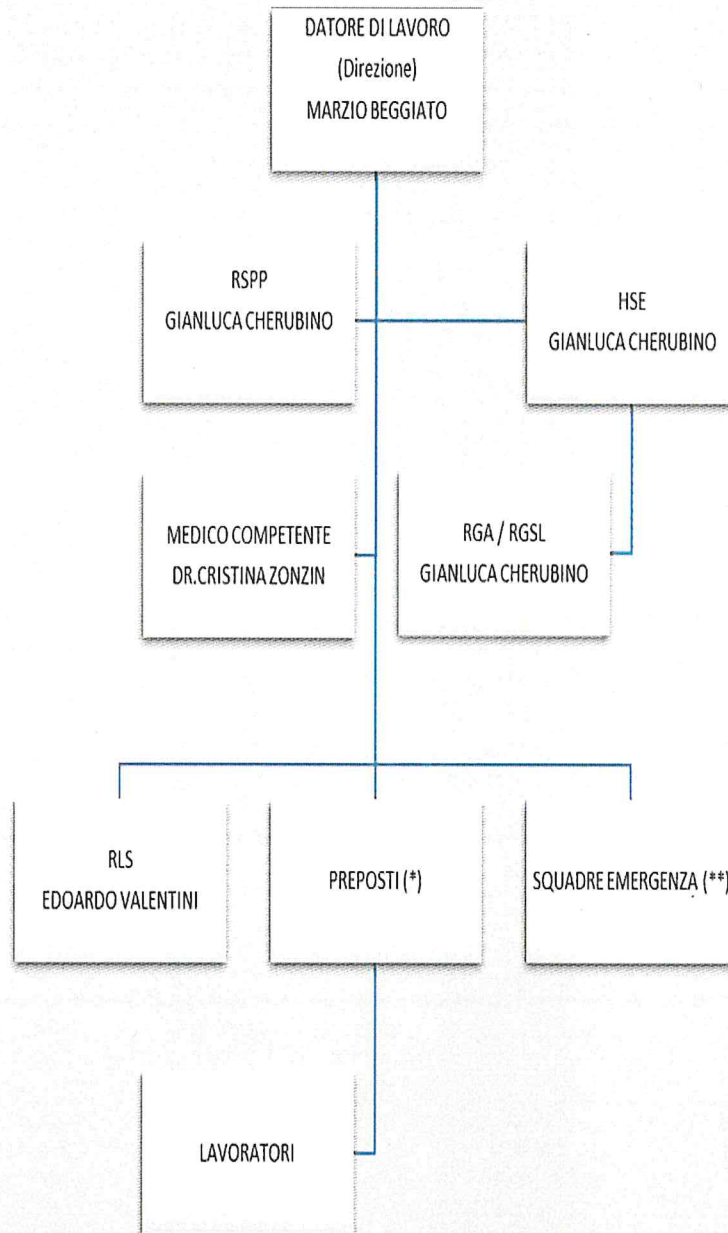 DATORE DI LAVORO
(Direzione)
MARZIO BEGGIATO
RSPP
GIANLUCA CHERUBINO
HSE
GIANLUCA CHERUBINO
MEDICO COMPETENTE
DR.CRISTINA ZONZIN
RGA / RGSL
GIANLUCA CHERUBINO
RLS
EDOARDO VALENTINI
PREPOSTI (*)
SQUADRE EMERGENZA (**)
LAVORATORI